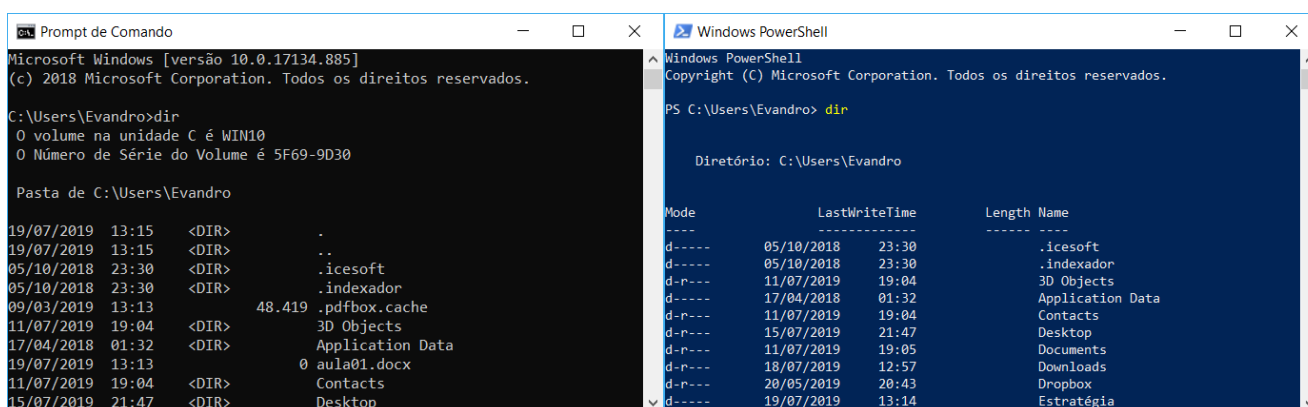 Prompt de Comando
Microsoft Windows [versão 10.0.17134.885]
(c) 2018 Microsoft Corporation. Todos os direitos reservados.
C:\Users\Evandro>dir
O volume na unidade C é WIN10
O Número de Série do Volume é 5F69-9D30
Pasta de C:\Users\Evandro
19/07/2019 13:15 <DIR> .
19/07/2019 13:15 <DIR> ..
05/10/2018 23:30 <DIR> .icesoft
05/10/2018 23:30 <DIR> .indexador
09/03/2019 13:13 48.419 .pdfbox.cache
11/07/2019 19:04 <DIR> 3D Objects
17/04/2018 01:32 <DIR> Application Data
19/07/2019 13:13 0 aula01.docx
11/07/2019 19:04 <DIR> Contacts
15/07/2019 21:47 <DIR> Desktop
Windows PowerShell
Windows PowerShell
Copyright (C) Microsoft Corporation. Todos os direitos reservados.
PS C:\Users\Evandro> dir
Diretório: C:\Users\Evandro
Mode LastWriteTime Length Name
---- ------------- ------ ----
d----- 05/10/2018 23:30 .icesoft
d----- 05/10/2018 23:30 .indexador
d-r--- 11/07/2019 19:04 3D Objects
d----- 17/04/2018 01:32 Application Data
d-r--- 11/07/2019 19:04 Contacts
d-r--- 15/07/2019 21:47 Desktop
d-r--- 11/07/2019 19:05 Documents
d-r--- 18/07/2019 12:57 Downloads
d-r--- 20/05/2019 20:43 Dropbox
d----- 19/07/2019 13:14 Estratégia